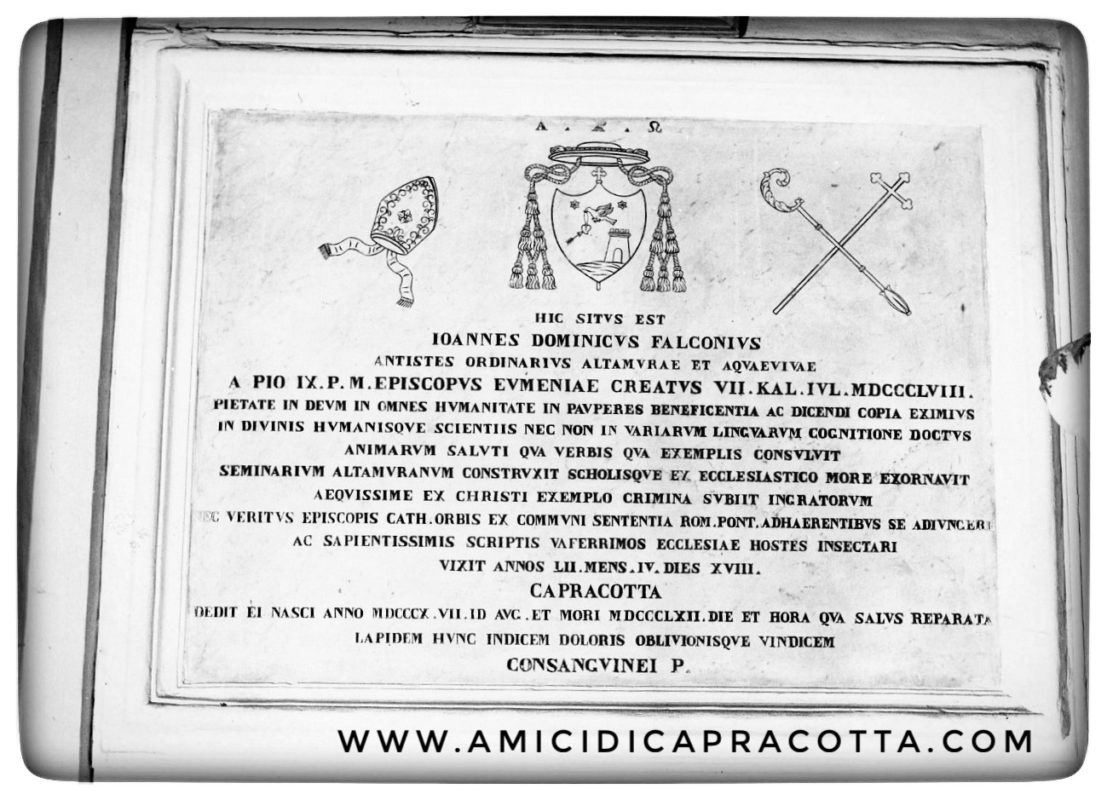 Α . ☧ . Ω
HIC SITVS EST
IOANNES DOMINICVS FALCONIVS
ANTISTES ORDINARIVS ALTAMVRAE ET AQVAEVIVAE
A PIO IX.P.M.EPISCOPVS EVMENIAE CREATVS VII.KAL.IVL.MDCCCLVIII.
PIETATE IN DEVM IN OMNES HVMANITATE IN PAVPERES BENEFICENTIA AC DICENDI COPIA EXIMIVS
IN DIVINIS HVMANISQVE SCIENTIIS NEC NON IN VARIARVM LINGVARVM COGNITIONE DOCTVS
ANIMARVM SALVTI QVA VERBIS QVA EXEMPLIS CONSVLVIT
SEMINARIVM ALTAMVRANVM CONSTRVXIT SCHOLISQVE EX ECCLESIASTICO MORE EXORNAVIT
AEQVISSIME EX CHRISTI EXEMPLO CRIMINA SVBIIT INGRATORVM
NEC VERITVS EPISCOPIS CATH.ORBIS EX COMMVNI SENTENTIA ROM.PONT.ADHAERENTIBVS SE ADIVNGERE
AC SAPIENTISSIMIS SCRIPTIS VAFERRIMOS ECCLESIAE HOSTES INSECTARI
VIXIT ANNOS LII.MENS.IV.DIES XVIII.
CAPRACOTTA
DEDIT EI NASCI ANNO MDCCCX.VII.ID AVG.ET MORI MDCCCLXII.DIE ET HORA QVA SALVS REPARATA
LAPIDEM HVNC INDICEM DOLORIS OBLIVIONISQVE VINDICEM
CONSANGVINEI P.
WWW.AMICIDICAPRACOTTA.COM